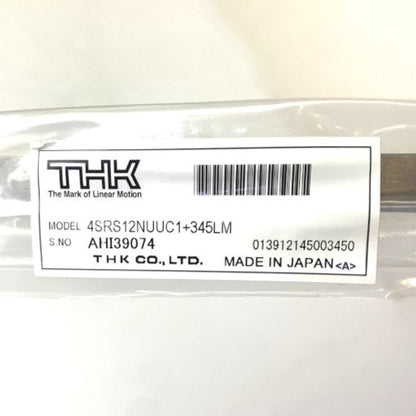 THK
The Mark of Linear Motion
MODEL 4SRS12NUUC1+345LM
S.NO AHI39074
013912145003450
THK CO., LTD.
MADE IN JAPAN <A>